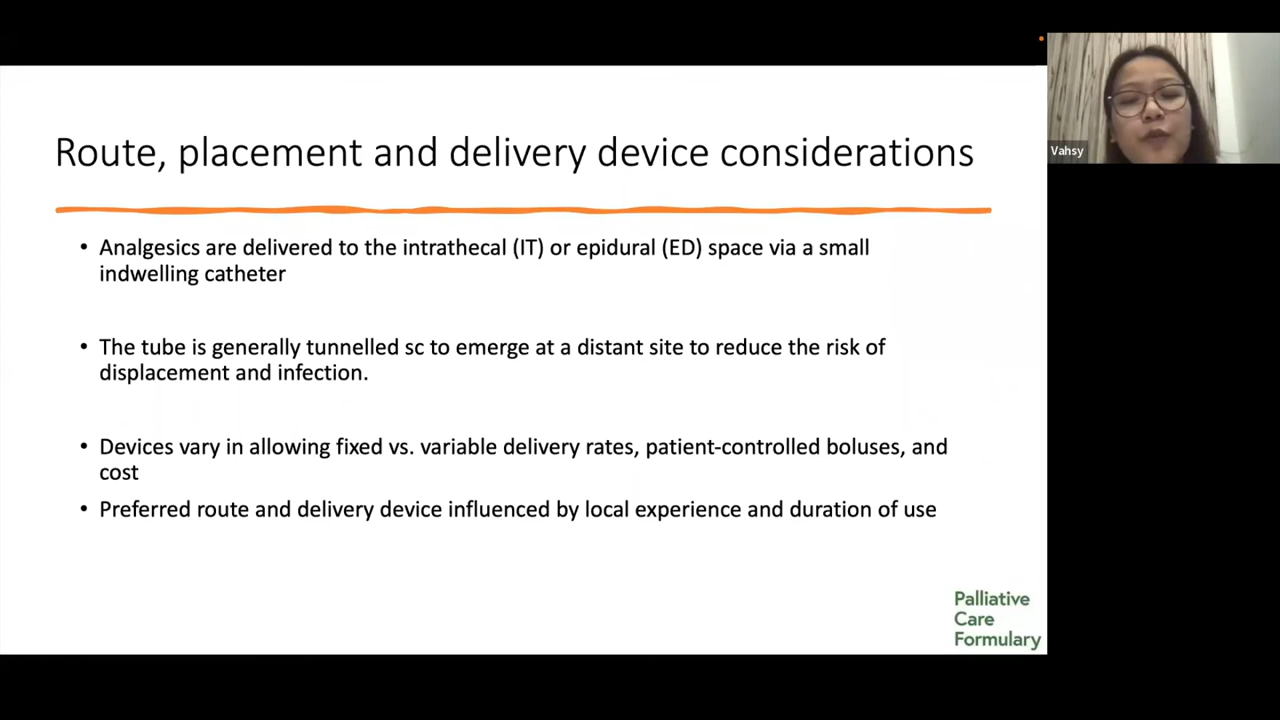 Route, placement and delivery device considerations
• Analgesics are delivered to the intrathecal (IT) or epidural (ED) space via a small
indwelling catheter
• The tube is generally tunnelled sc to emerge at a distant site to reduce the risk of
displacement and infection.
• Devices vary in allowing fixed vs. variable delivery rates, patient-controlled boluses, and
cost
• Preferred route and delivery device influenced by local experience and duration of use
Palliative
Care
Formulary
Vahsy